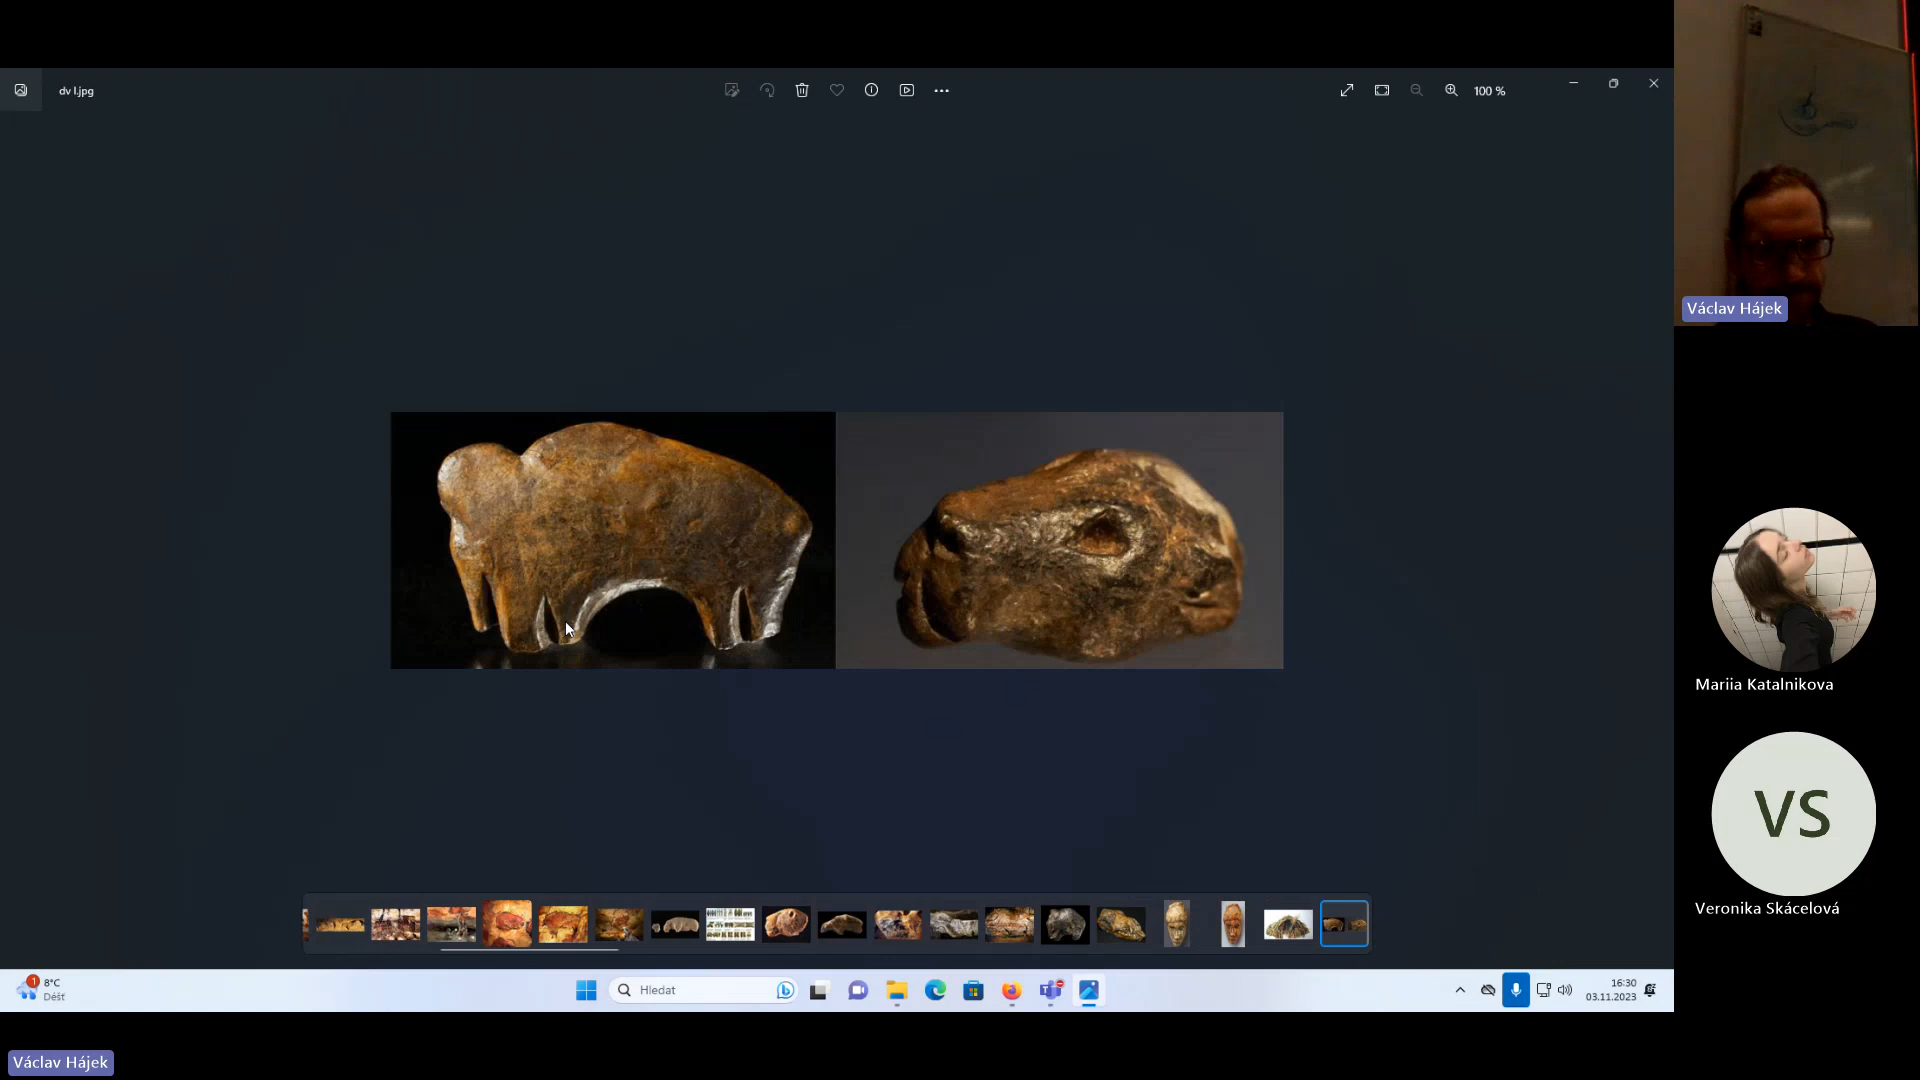 dv I.jpg
100 %
Václav Hájek
Mariia Katalnikova
VS
Veronika Skácelová
1
8°C
Déšť
Hledat
16:30
03.11.2023
Václav Hájek